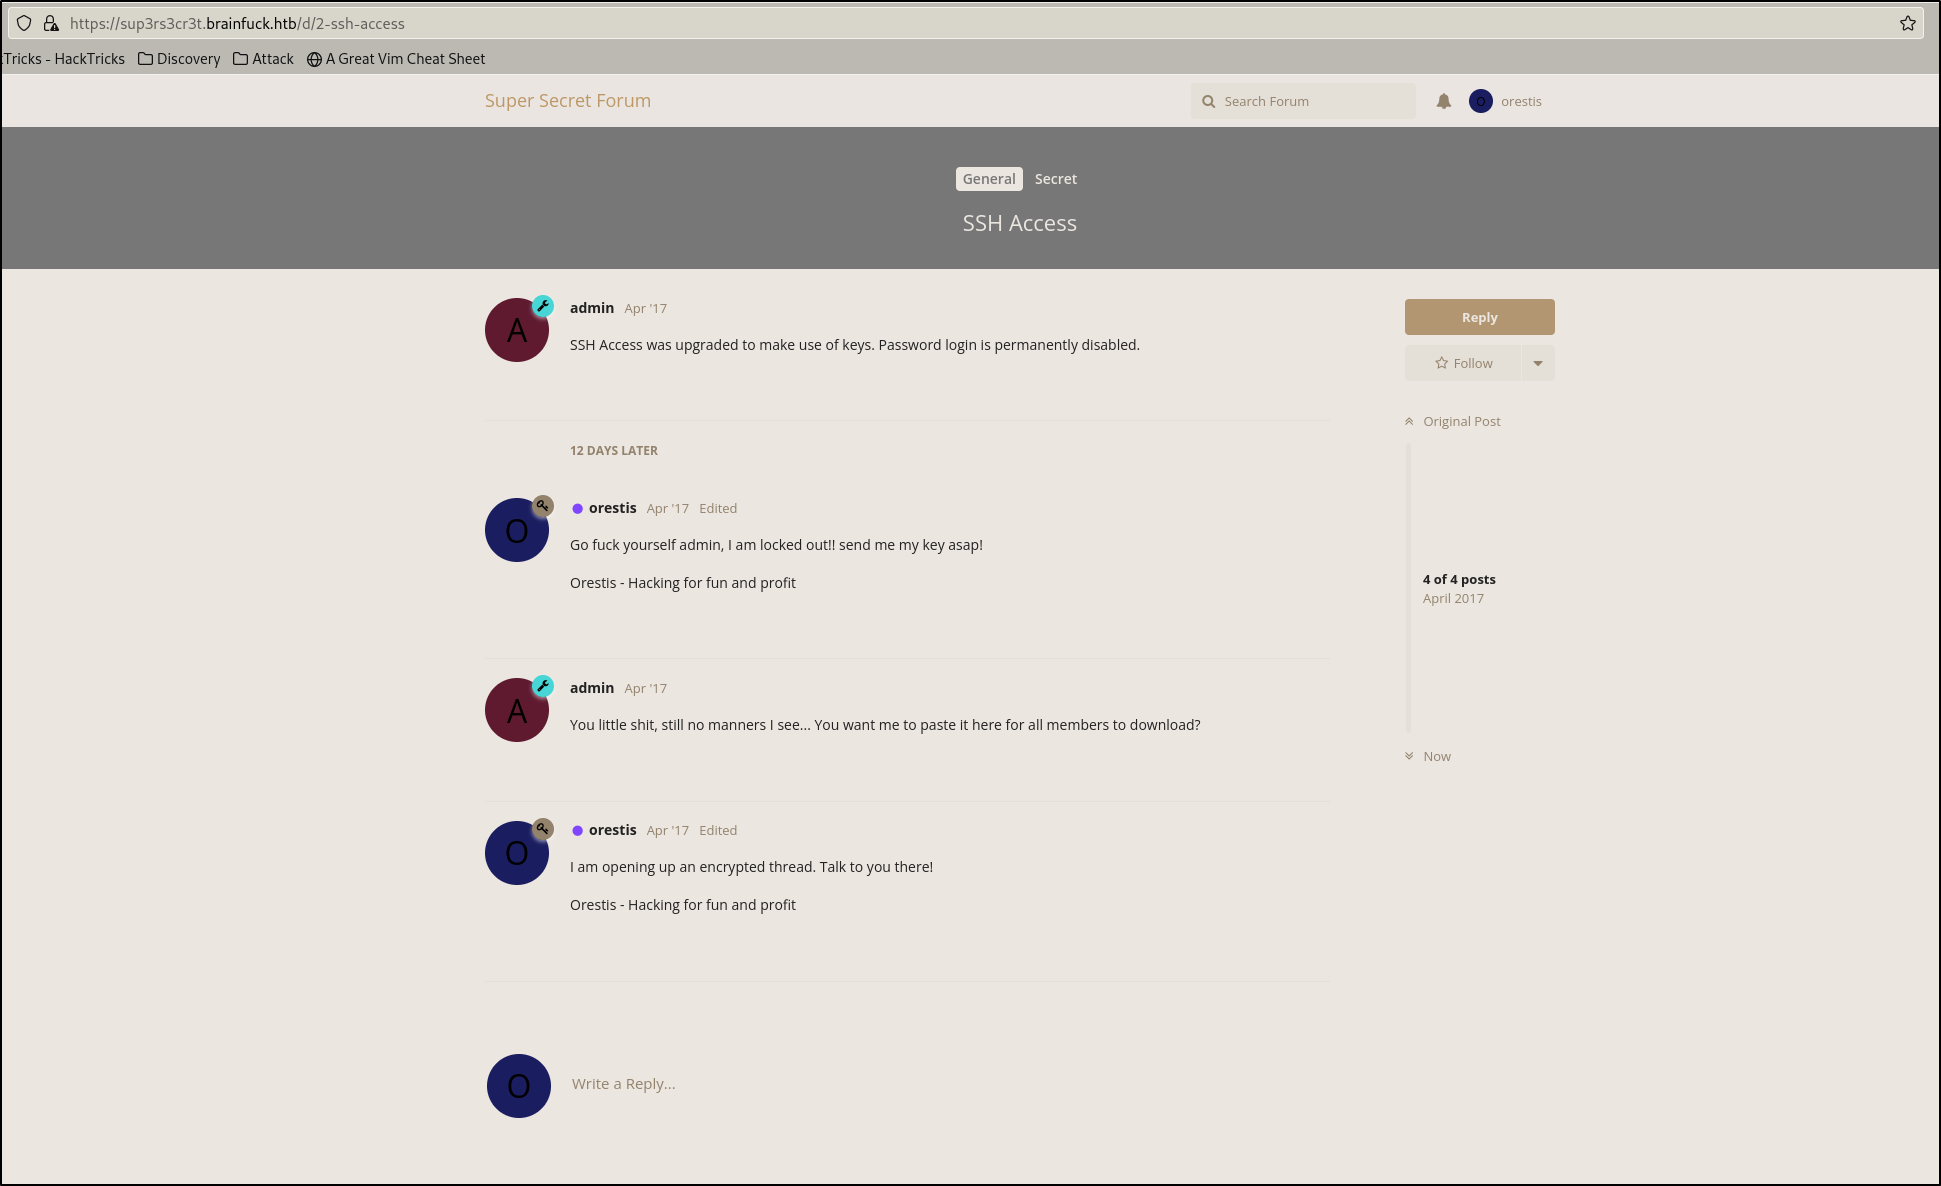 https://sup3rs3cr3t.brainfuck.htb/d/2-ssh-access
Tricks - HackTricks Discovery Attack A Great Vim Cheat Sheet
Super Secret Forum Search Forum O orestis
General Secret
SSH Access
A admin Apr '17
SSH Access was upgraded to make use of keys. Password login is permanently disabled.
Reply
Follow
Original Post
12 DAYS LATER
O orestis Apr '17 Edited
Go fuck yourself admin, I am locked out!! send me my key asap!
Orestis - Hacking for fun and profit
4 of 4 posts
April 2017
A admin Apr '17
You little shit, still no manners I see... You want me to paste it here for all members to download?
Now
O orestis Apr '17 Edited
I am opening up an encrypted thread. Talk to you there!
Orestis - Hacking for fun and profit
O Write a Reply...